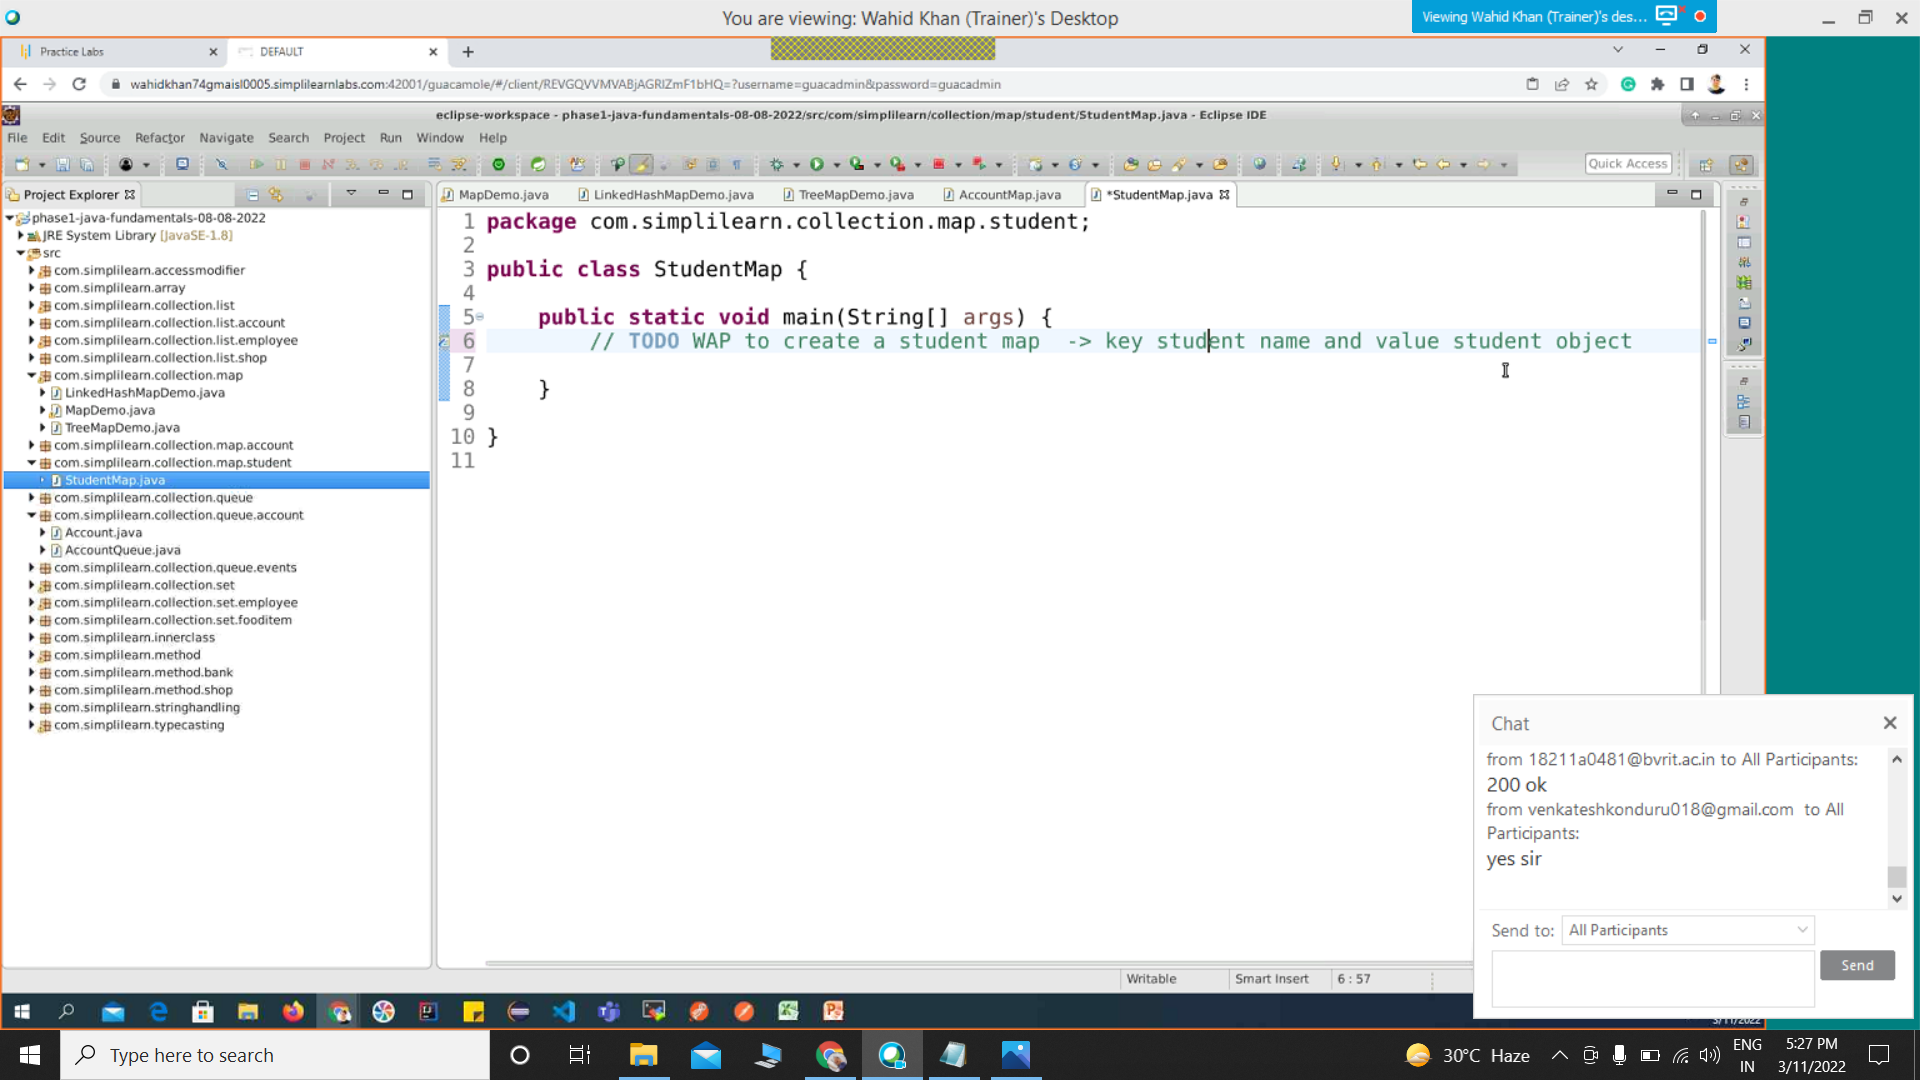 You are viewing: Wahid Khan (Trainer)'s Desktop
Viewing Wahid Khan (Trainer)'s des...
Practice Labs
DEFAULT
wahidkhan74gmaisl0005.simplilearnlabs.com:42001/guacamole/#/client/REVGQVVMVABjAGRlZmF1bHQ=?username=guacadmin&password=guacadmin
eclipse-workspace - phase1-java-fundamentals-08-08-2022/src/com/simplilearn/collection/map/student/StudentMap.java - Eclipse IDE
File Edit Source Refactor Navigate Search Project Run Window Help
Quick Access
Project Explorer
MapDemo.java
LinkedHashMapDemo.java
TreeMapDemo.java
AccountMap.java
*StudentMap.java
phase1-java-fundamentals-08-08-2022
JRE System Library [JavaSE-1.8]
src
com.simplilearn.accessmodifier
com.simplilearn.array
com.simplilearn.collection.list
com.simplilearn.collection.list.account
com.simplilearn.collection.list.employee
com.simplilearn.collection.list.shop
com.simplilearn.collection.map
LinkedHashMapDemo.java
MapDemo.java
TreeMapDemo.java
com.simplilearn.collection.map.account
com.simplilearn.collection.map.student
StudentMap.java
com.simplilearn.collection.queue
com.simplilearn.collection.queue.account
Account.java
AccountQueue.java
com.simplilearn.collection.queue.events
com.simplilearn.collection.set
com.simplilearn.collection.set.employee
com.simplilearn.collection.set.fooditem
com.simplilearn.innerclass
com.simplilearn.method
com.simplilearn.method.bank
com.simplilearn.method.shop
com.simplilearn.stringhandling
com.simplilearn.typecasting
1 package com.simplilearn.collection.map.student;
2
3 public class StudentMap {
4
5 public static void main(String[] args) {
6 // TODO WAP to create a student map -> key student name and value student object
7
8 }
9
10 }
11
Writable
Smart Insert
6 : 57
Chat
from 18211a0481@bvrit.ac.in to All Participants:
200 ok
from venkateshkonduru018@gmail.com to All
Participants:
yes sir
Send to: All Participants
Send
3/11/2022
Type here to search
30°C Haze
ENG
IN
5:27 PM
3/11/2022